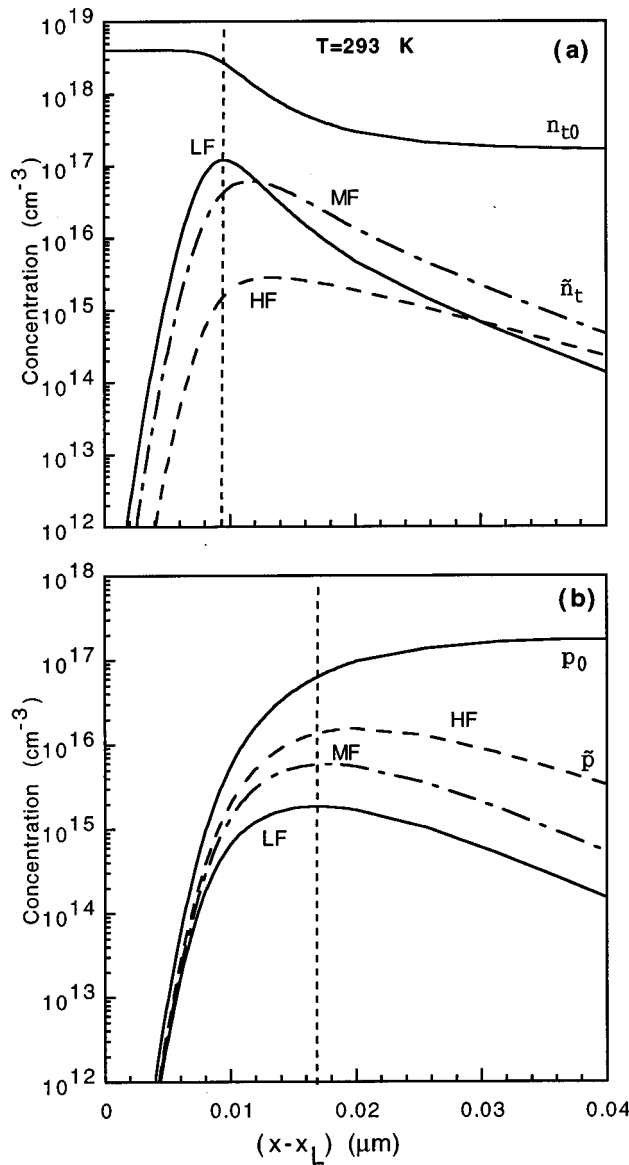 T=293 K
(a)
10^19
10^18
10^17
10^16
10^15
10^14
10^13
10^12
Concentration (cm^-3)
n_t0
LF
MF
HF
ñ_t
(b)
10^18
10^17
10^16
10^15
10^14
10^13
10^12
Concentration (cm^-3)
p_0
HF
MF
LF
p̃
0 0.01 0.02 0.03 0.04
(x-x_L) (µm)